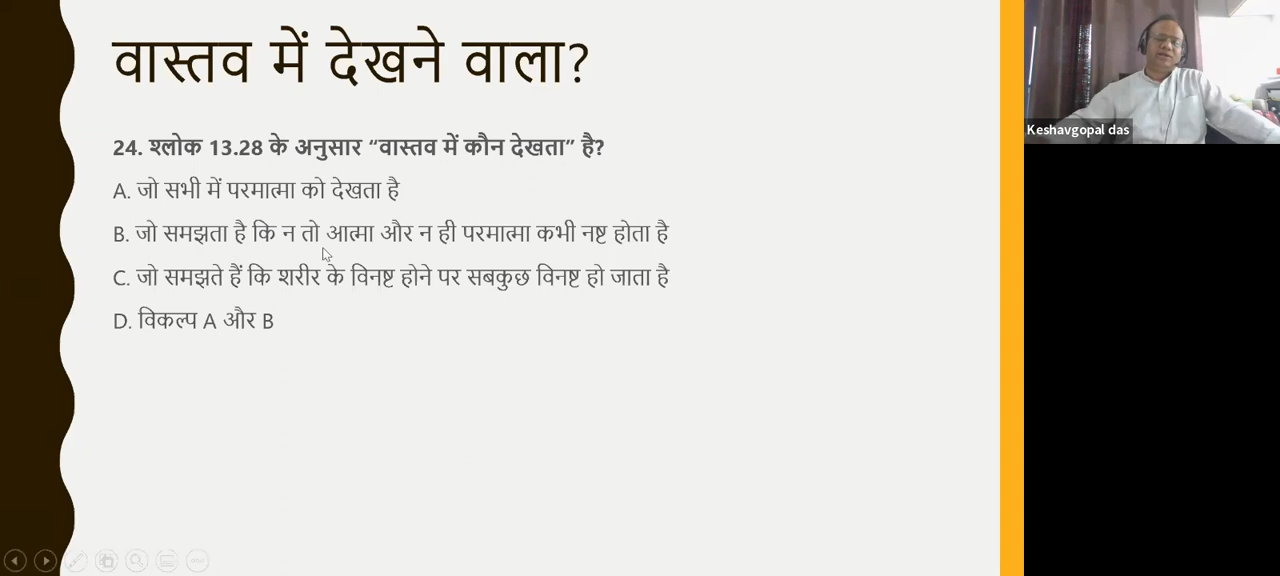 वास्तव में देखने वाला?
24. श्लोक 13.28 के अनुसार “वास्तव में कौन देखता” है?
A. जो सभी में परमात्मा को देखता है
B. जो समझता है कि न तो आत्मा और न ही परमात्मा कभी नष्ट होता है
C. जो समझते हैं कि शरीर के विनष्ट होने पर सबकुछ विनष्ट हो जाता है
D. विकल्प A और B
Keshavgopal das